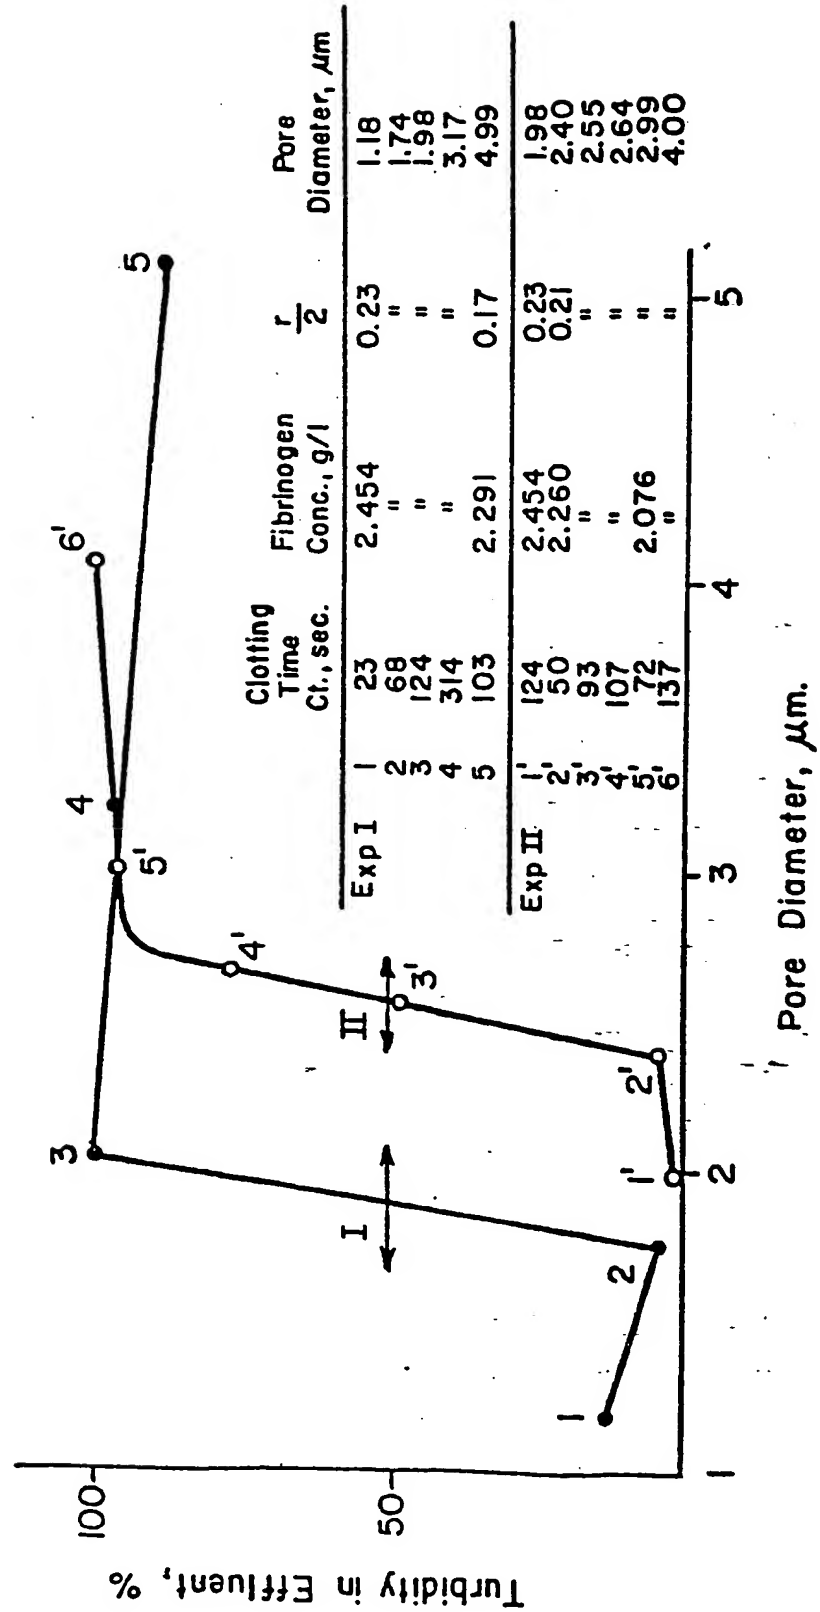 Turbidity in Effluent, %
100
50
1
2
3
4
5
Pore Diameter, μm.
1
2
3
4
5
1'
2'
3'
4'
5'
6'
I
II
Clotting Time Ct., sec.
Fibrinogen Conc., g/l
r/2
Pore Diameter, μm
Exp I 1 23 2.454 0.23 1.18
2 68 " " 1.74
3 124 " " 1.98
4 314 " " 3.17
5 103 2.291 0.17 4.99
Exp II 1' 124 2.454 0.23 1.98
2' 50 2.260 0.21 2.40
3' 93 " " 2.55
4' 107 " " 2.64
5' 72 2.076 " 2.99
6' 137 " " 4.00